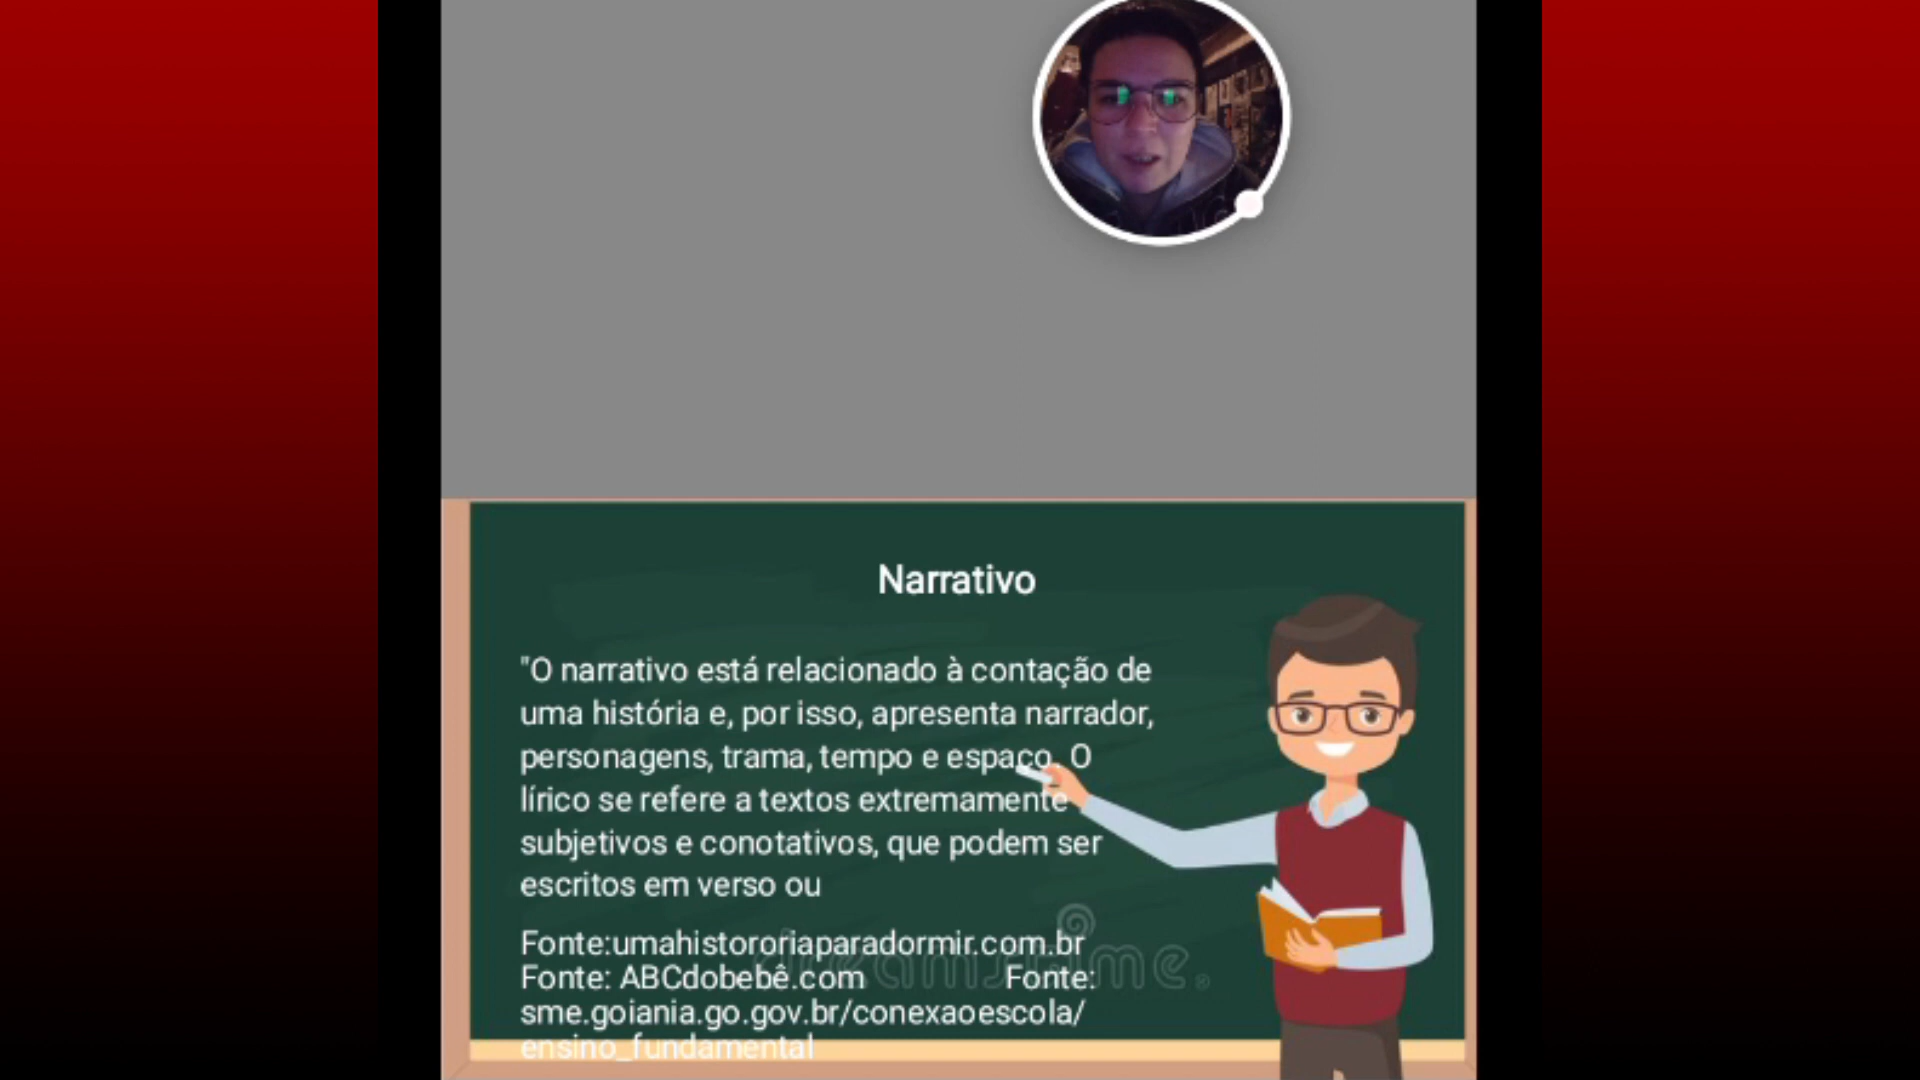 Narrativo
"O narrativo está relacionado à contação de
uma história e, por isso, apresenta narrador,
personagens, trama, tempo e espaço. O
lírico se refere a textos extremamente
subjetivos e conotativos, que podem ser
escritos em verso ou
Fonte:umahistororiaparadormir.com.br
Fonte: ABCdobebê.com Fonte:
sme.goiania.go.gov.br/conexaoescola/
ensino_fundamental
dreamstime.